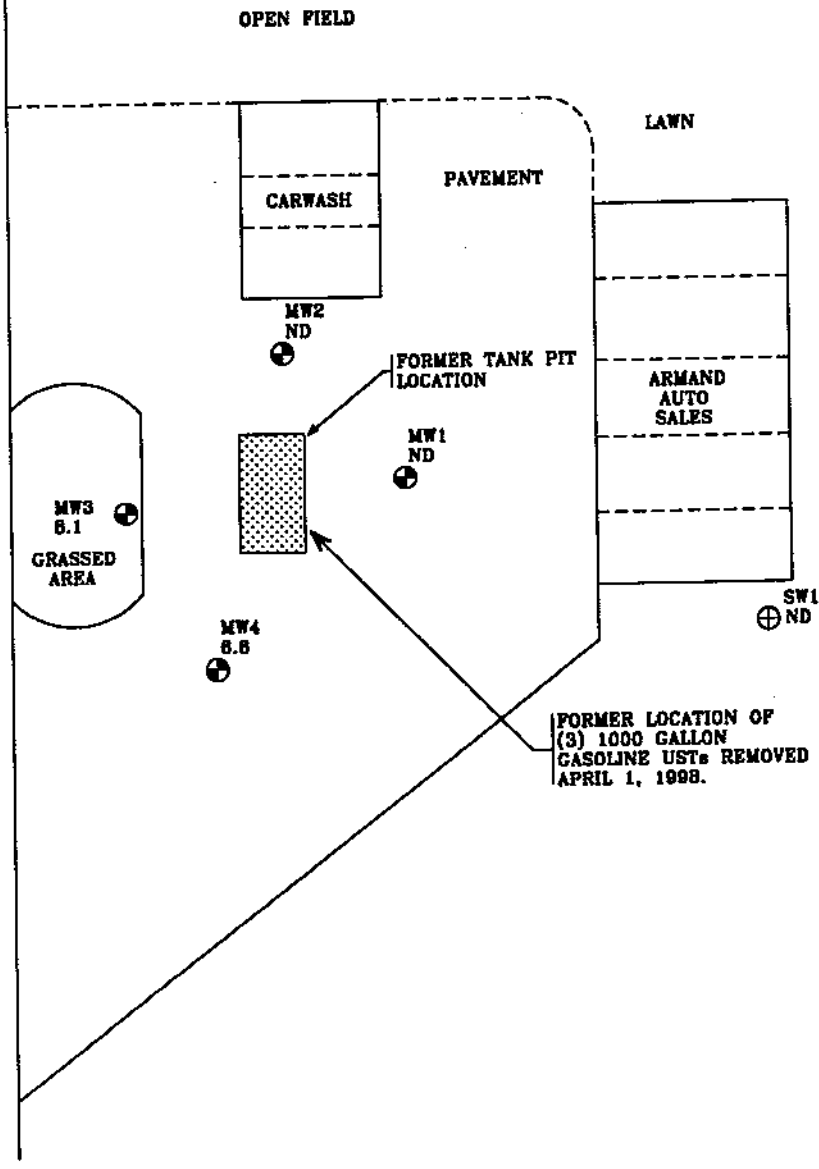 OPEN FIELD
LAWN
PAVEMENT
CARWASH
MW2
ND
FORMER TANK PIT
LOCATION
ARMAND
AUTO
SALES
MW1
ND
MW3
6.1
GRASSED
AREA
SW1
ND
MW4
6.6
FORMER LOCATION OF
(3) 1000 GALLON
GASOLINE USTs REMOVED
APRIL 1, 1998.